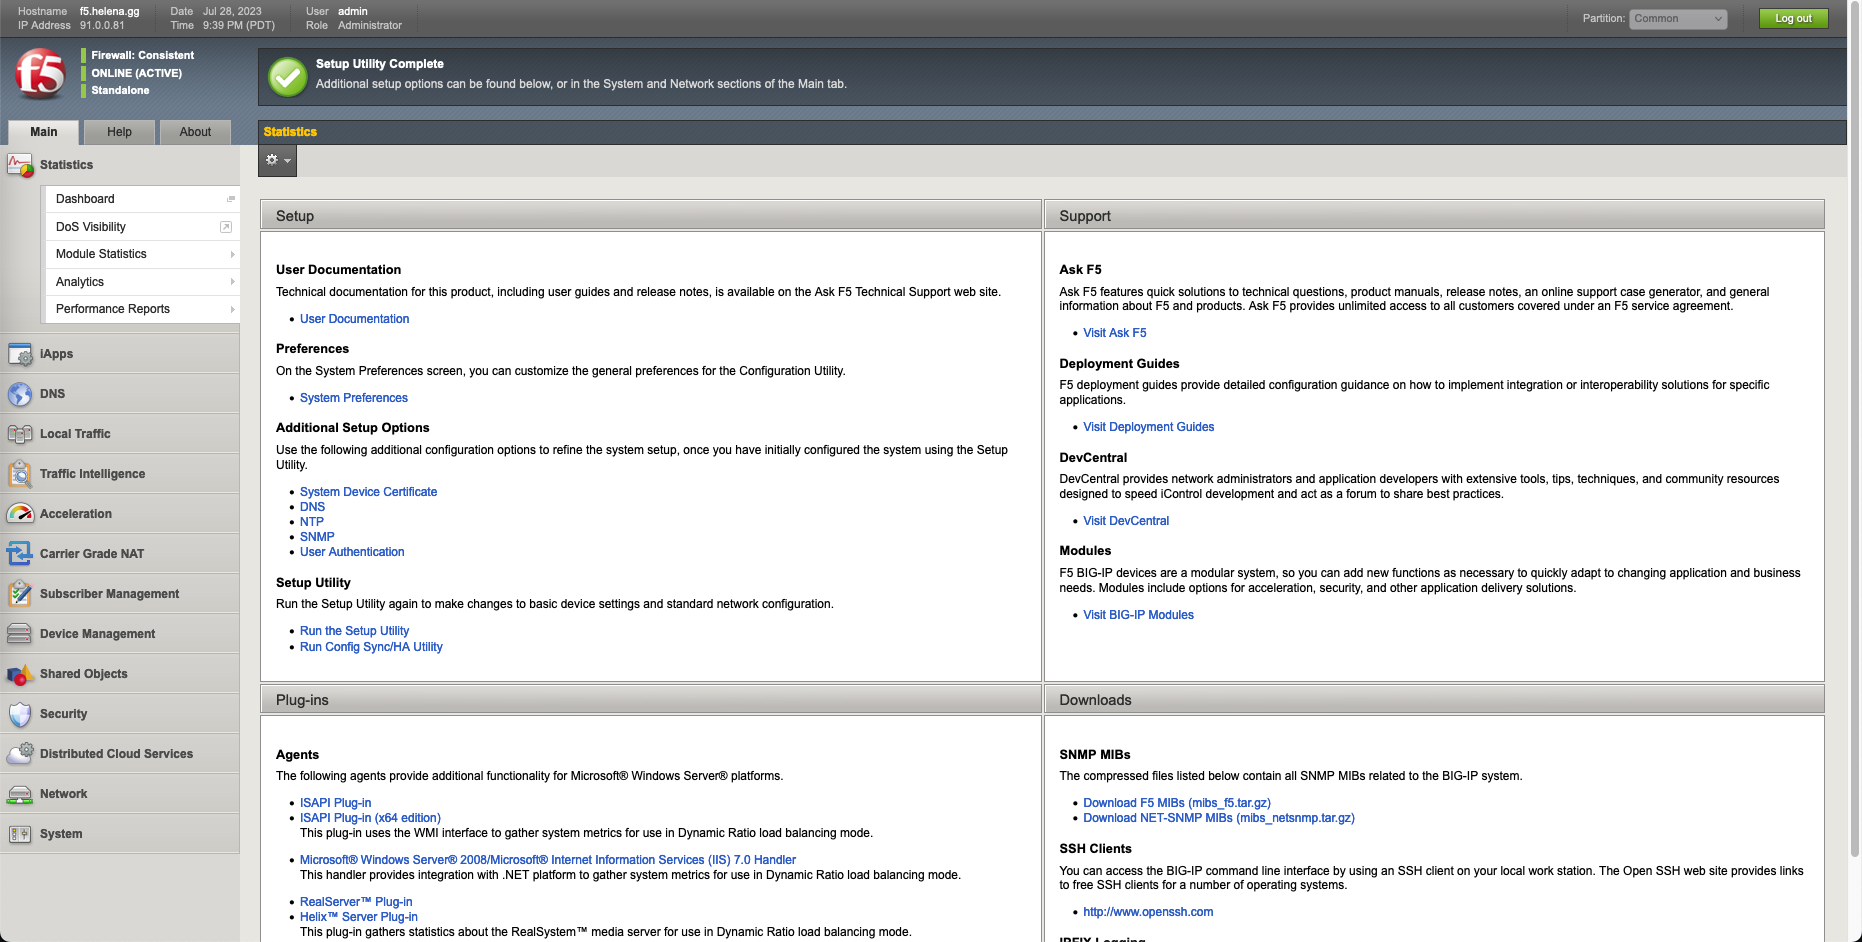 Hostname f5.helena.gg Date Jul 28, 2023 User admin
IP Address 91.0.0.81 Time 9:39 PM (PDT) Role Administrator
Partition: Common
Log out
f5
Firewall: Consistent
ONLINE (ACTIVE)
Standalone
Setup Utility Complete
Additional setup options can be found below, or in the System and Network sections of the Main tab.
Main Help About
Statistics
Statistics
Dashboard
DoS Visibility
Module Statistics
Analytics
Performance Reports
iApps
DNS
Local Traffic
Traffic Intelligence
Acceleration
Carrier Grade NAT
Subscriber Management
Device Management
Shared Objects
Security
Distributed Cloud Services
Network
System
Setup
User Documentation
Technical documentation for this product, including user guides and release notes, is available on the Ask F5 Technical Support web site.
• User Documentation
Preferences
On the System Preferences screen, you can customize the general preferences for the Configuration Utility.
• System Preferences
Additional Setup Options
Use the following additional configuration options to refine the system setup, once you have initially configured the system using the Setup
Utility.
• System Device Certificate
• DNS
• NTP
• SNMP
• User Authentication
Setup Utility
Run the Setup Utility again to make changes to basic device settings and standard network configuration.
• Run the Setup Utility
• Run Config Sync/HA Utility
Support
Ask F5
Ask F5 features quick solutions to technical questions, product manuals, release notes, an online support case generator, and general
information about F5 and products. Ask F5 provides unlimited access to all customers covered under an F5 service agreement.
• Visit Ask F5
Deployment Guides
F5 deployment guides provide detailed configuration guidance on how to implement integration or interoperability solutions for specific
applications.
• Visit Deployment Guides
DevCentral
DevCentral provides network administrators and application developers with extensive tools, tips, techniques, and community resources
designed to speed iControl development and act as a forum to share best practices.
• Visit DevCentral
Modules
F5 BIG-IP devices are a modular system, so you can add new functions as necessary to quickly adapt to changing application and business
needs. Modules include options for acceleration, security, and other application delivery solutions.
• Visit BIG-IP Modules
Plug-ins
Agents
The following agents provide additional functionality for Microsoft® Windows Server® platforms.
• ISAPI Plug-in
• ISAPI Plug-in (x64 edition)
This plug-in uses the WMI interface to gather system metrics for use in Dynamic Ratio load balancing mode.
• Microsoft® Windows Server® 2008/Microsoft® Internet Information Services (IIS) 7.0 Handler
This handler provides integration with .NET platform to gather system metrics for use in Dynamic Ratio load balancing mode.
• RealServer™ Plug-in
• Helix™ Server Plug-in
This plug-in gathers statistics about the RealSystem™ media server for use in Dynamic Ratio load balancing mode.
Downloads
SNMP MIBs
The compressed files listed below contain all SNMP MIBs related to the BIG-IP system.
• Download F5 MIBs (mibs_f5.tar.gz)
• Download NET-SNMP MIBs (mibs_netsnmp.tar.gz)
SSH Clients
You can access the BIG-IP command line interface by using an SSH client on your local work station. The Open SSH web site provides links
to free SSH clients for a number of operating systems.
• http://www.openssh.com
IPFIX Logging